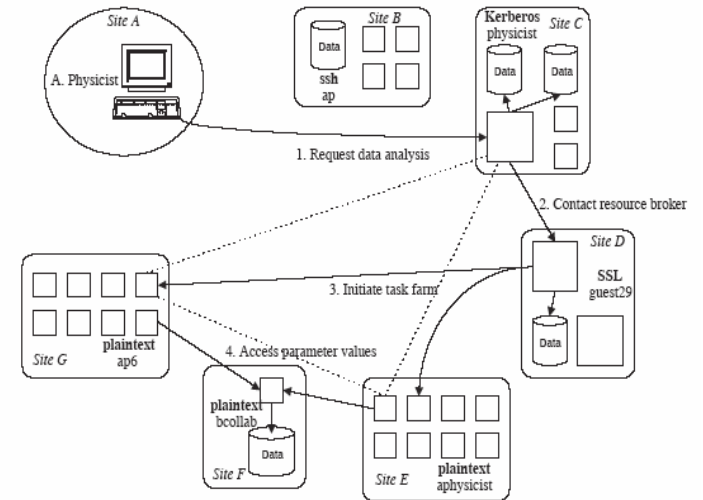 Site A
A. Physicist
Site B
Data
ssh
ap
Kerberos
physicist
Site C
Data
Data
1. Request data analysis
2. Contact resource broker
Site D
SSL
guest29
Data
3. Initiate task farm
Site G
plaintext
ap6
4. Access parameter values
plaintext
bcollab
Data
Site F
Site E
plaintext
aphysicist